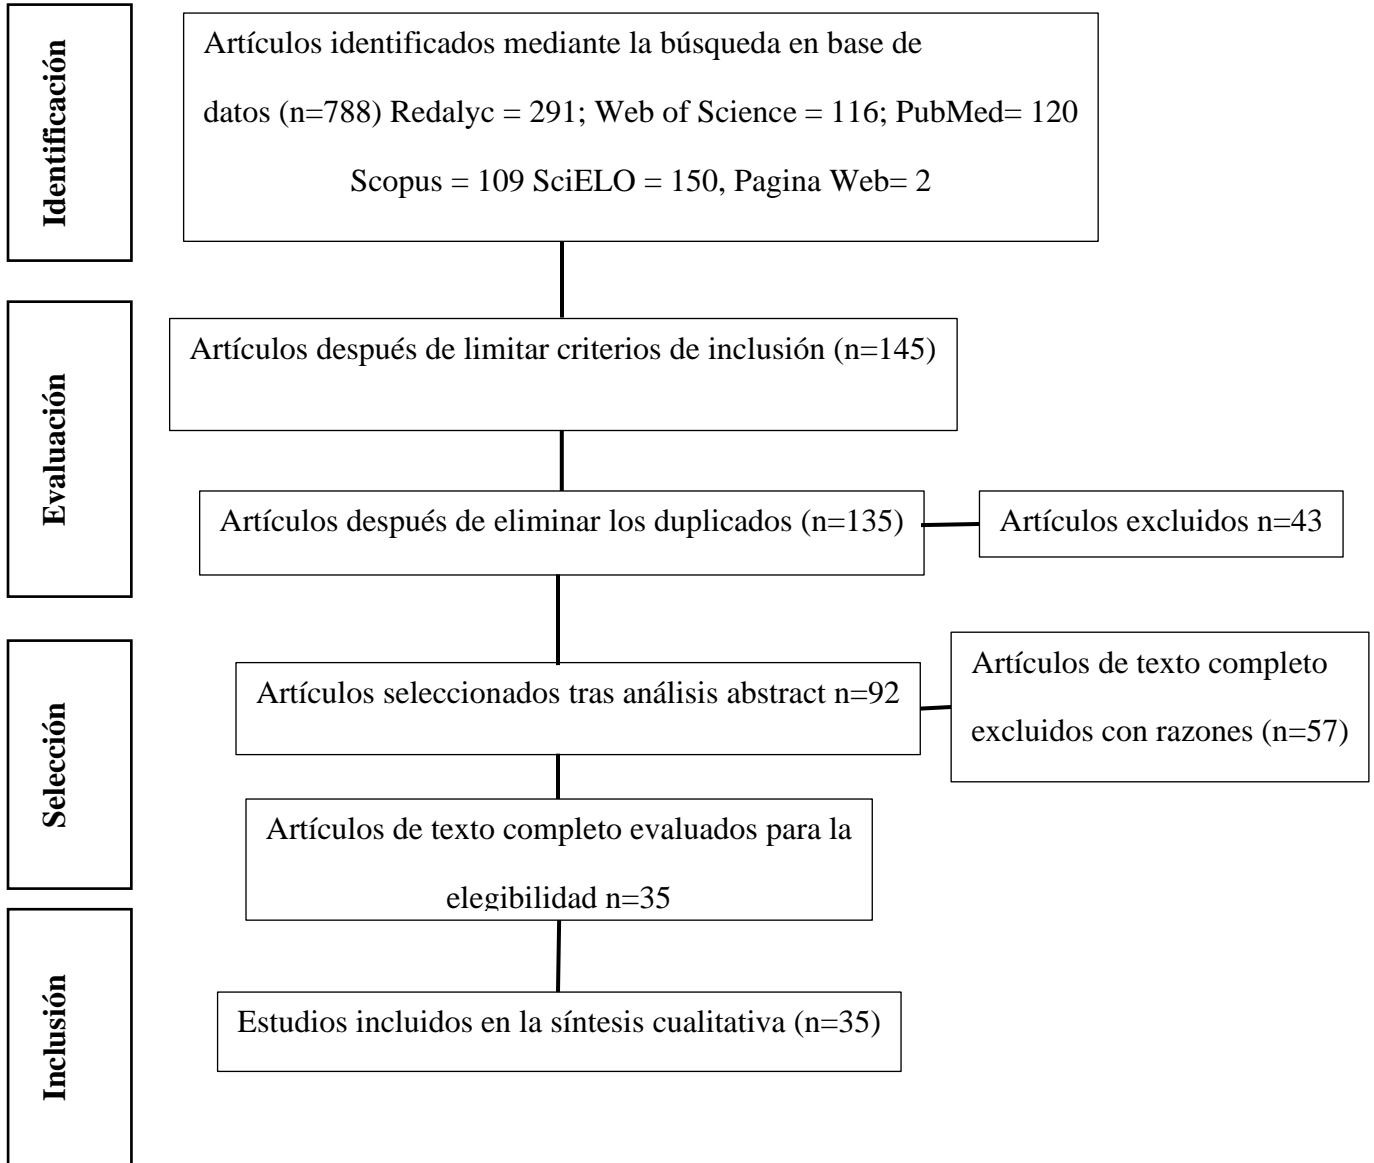 Identificación
Artículos identificados mediante la búsqueda en base de
datos (n=788) Redalyc = 291; Web of Science = 116; PubMed= 120
Scopus = 109 SciELO = 150, Pagina Web= 2
Evaluación
Artículos después de limitar criterios de inclusión (n=145)
Artículos después de eliminar los duplicados (n=135)
Artículos excluidos n=43
Selección
Artículos seleccionados tras análisis abstract n=92
Artículos de texto completo
excluidos con razones (n=57)
Artículos de texto completo evaluados para la
elegibilidad n=35
Inclusión
Estudios incluidos en la síntesis cualitativa (n=35)